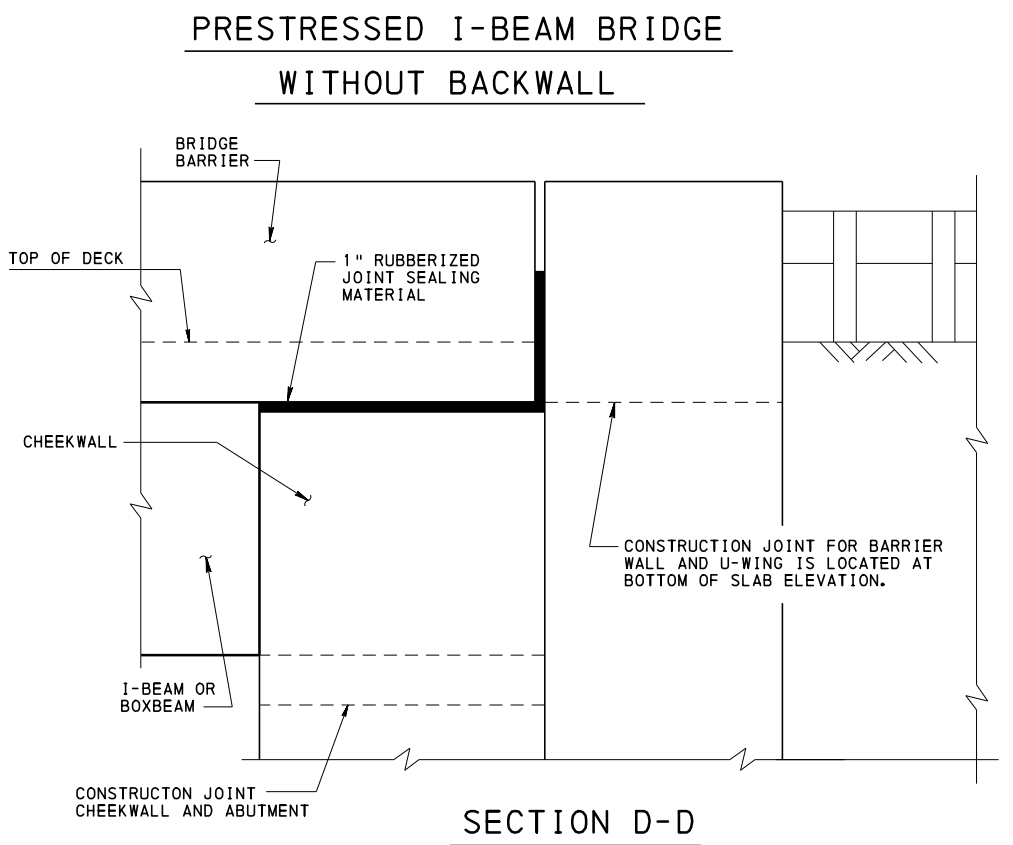 PRESTRESSED I-BEAM BRIDGE
WITHOUT BACKWALL
BRIDGE
BARRIER
TOP OF DECK
1" RUBBERIZED
JOINT SEALING
MATERIAL
CHEEKWALL
CONSTRUCTION JOINT FOR BARRIER
WALL AND U-WING IS LOCATED AT
BOTTOM OF SLAB ELEVATION.
I-BEAM OR
BOXBEAM
CONSTRUCTON JOINT
CHEEKWALL AND ABUTMENT
SECTION D-D